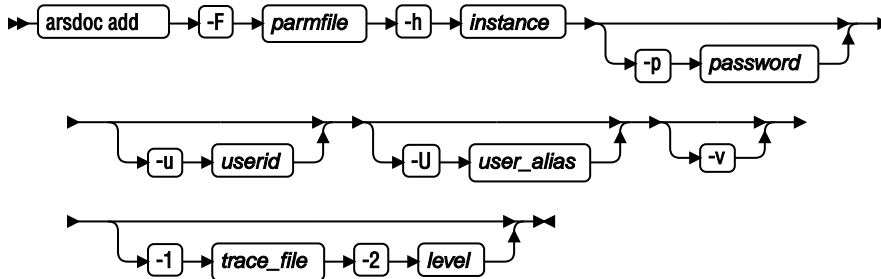 arsdoc add -F parmfile -h instance
-p password
-u userid -U user_alias -v
-1 trace_file -2 level